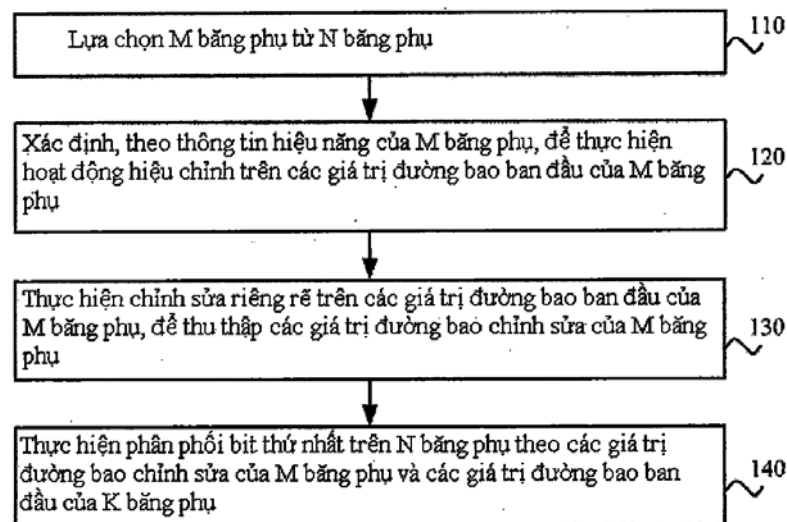 Lựa chọn M băng phụ từ N băng phụ
110
Xác định, theo thông tin hiệu năng của M băng phụ, để thực hiện
hoạt động hiệu chỉnh trên các giá trị đường bao ban đầu của M băng
phụ
120
Thực hiện chỉnh sửa riêng rẽ trên các giá trị đường bao ban đầu của
M băng phụ, để thu thập các giá trị đường bao chỉnh sửa của M băng
phụ
130
Thực hiện phân phối bit thứ nhất trên N băng phụ theo các giá trị
đường bao chỉnh sửa của M băng phụ và các giá trị đường bao ban
đầu của K băng phụ
140